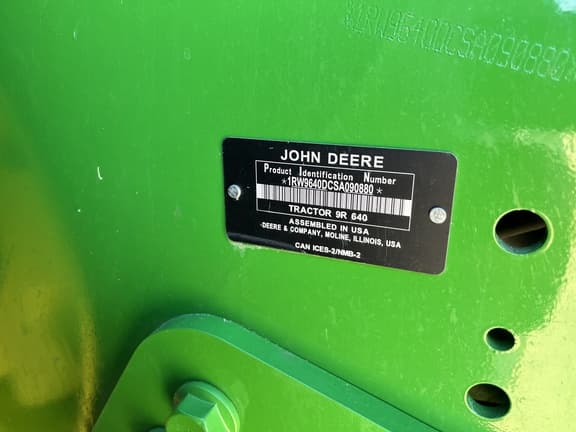 *1RW9640DCSA090880*
JOHN DEERE
Product Identification Number
*1RW9640DCSA090880*
TRACTOR 9R 640
ASSEMBLED IN USA
DEERE & COMPANY, MOLINE, ILLINOIS, USA
CAN ICES-2/NMB-2